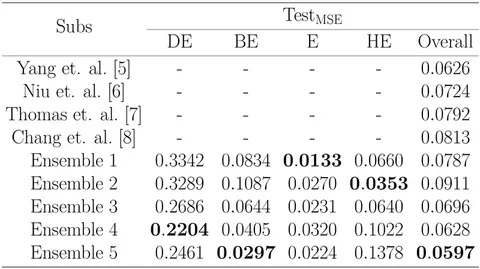 Subs Test_MSE
DE BE E HE Overall
Yang et. al. [5] - - - - 0.0626
Niu et. al. [6] - - - - 0.0724
Thomas et. al. [7] - - - - 0.0792
Chang et. al. [8] - - - - 0.0813
Ensemble 1 0.3342 0.0834 0.0133 0.0660 0.0787
Ensemble 2 0.3289 0.1087 0.0270 0.0353 0.0911
Ensemble 3 0.2686 0.0644 0.0231 0.0640 0.0696
Ensemble 4 0.2204 0.0405 0.0320 0.1022 0.0628
Ensemble 5 0.2461 0.0297 0.0224 0.1378 0.0597